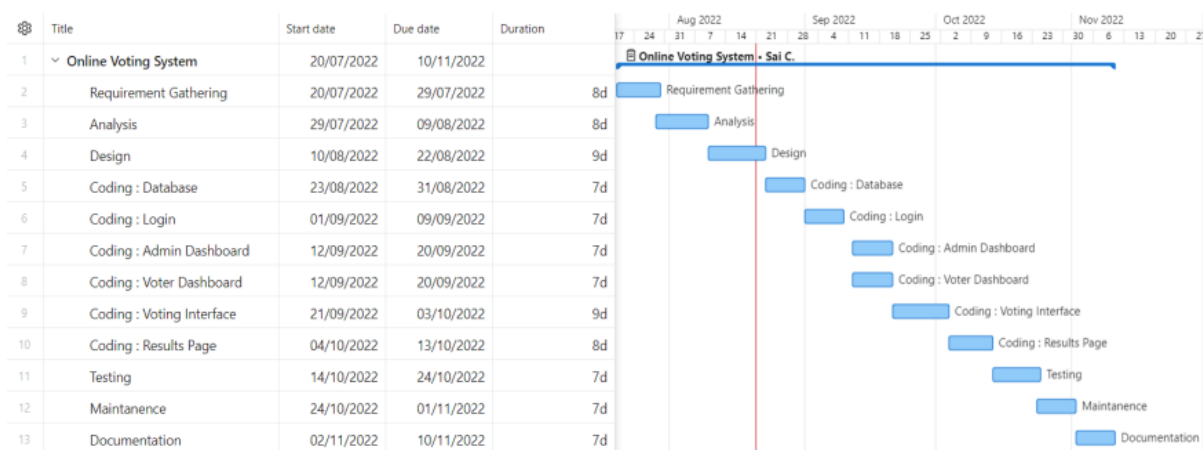 Title Start date Due date Duration Aug 2022 Sep 2022 Oct 2022 Nov 2022
17 24 31 7 14 21 28 4 11 18 25 2 9 16 23 30 6 13 20
1 Online Voting System 20/07/2022 10/11/2022 Online Voting System • Sai C.
2 Requirement Gathering 20/07/2022 29/07/2022 8d Requirement Gathering
3 Analysis 29/07/2022 09/08/2022 8d Analysis
4 Design 10/08/2022 22/08/2022 9d Design
5 Coding : Database 23/08/2022 31/08/2022 7d Coding : Database
6 Coding : Login 01/09/2022 09/09/2022 7d Coding : Login
7 Coding : Admin Dashboard 12/09/2022 20/09/2022 7d Coding : Admin Dashboard
8 Coding : Voter Dashboard 12/09/2022 20/09/2022 7d Coding : Voter Dashboard
9 Coding : Voting Interface 21/09/2022 03/10/2022 9d Coding : Voting Interface
10 Coding : Results Page 04/10/2022 13/10/2022 8d Coding : Results Page
11 Testing 14/10/2022 24/10/2022 7d Testing
12 Maintanence 24/10/2022 01/11/2022 7d Maintanence
13 Documentation 02/11/2022 10/11/2022 7d Documentation